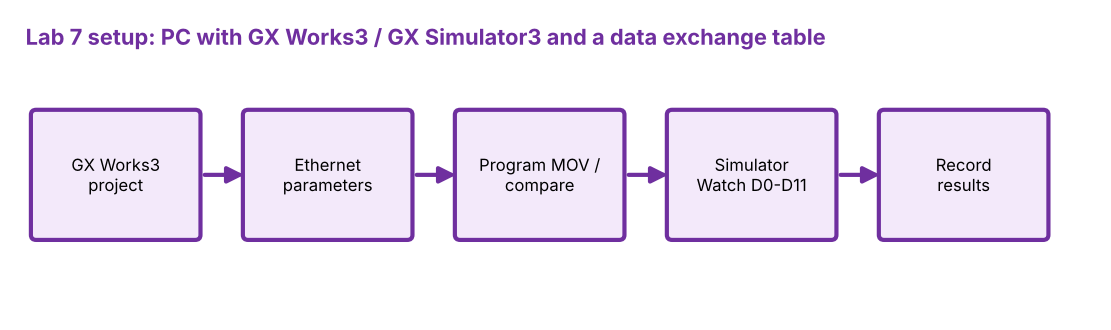 Lab 7 setup: PC with GX Works3 / GX Simulator3 and a data exchange table
GX Works3
project
Ethernet
parameters
Program MOV /
compare
Simulator
Watch D0-D11
Record
results